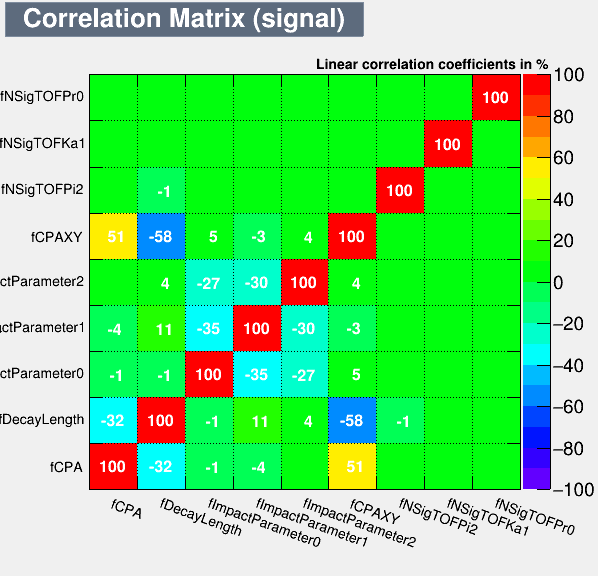 Correlation Matrix (signal)
Linear correlation coefficients in %
fNSigTOFPr0 100 100
fNSigTOFKa1 100 80
fNSigTOFPi2 -1 100 60
fCPAXY 51 -58 5 -3 4 100 40
ctParameter2 4 -27 -30 100 4 20
actParameter1 -4 11 -35 100 -30 -3 0
ctParameter0 -1 -1 100 -35 -27 5 −20
fDecayLength -32 100 -1 11 4 -58 -1 −40
fCPA 100 -32 -1 -4 51 −60
−80
−100
fCPA fDecayLength fImpactParameter0 fImpactParameter1 fImpactParameter2 fCPAXY fNSigTOFPi2 fNSigTOFKa1 fNSigTOFPr0